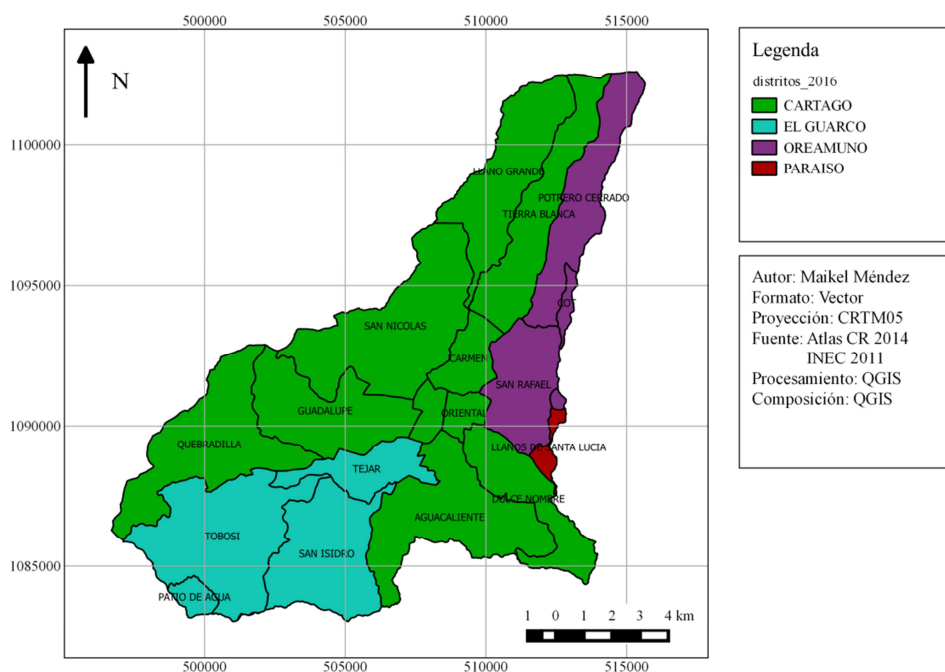 500000 505000 510000 515000
N
1100000
1095000
1090000
1085000
LLANO GRANDE
POTRERO CERRADO
TIERRA BLANCA
COT
SAN NICOLAS
CARMEN
SAN RAFAEL
GUADALUPE
ORIENTAL
QUEBRADILLA
LLANOS DE SANTA LUCIA
TEJAR
DULCE NOMBRE
AGUACALIENTE
TOBOSI
SAN ISIDRO
PATIO DE AGUA
1 0 1 2 3 4 km
500000 505000 510000 515000
Legenda
distritos_2016
CARTAGO
EL GUARCO
OREAMUNO
PARAISO
Autor: Maikel Méndez
Formato: Vector
Proyección: CRTM05
Fuente: Atlas CR 2014
INEC 2011
Procesamiento: QGIS
Composición: QGIS